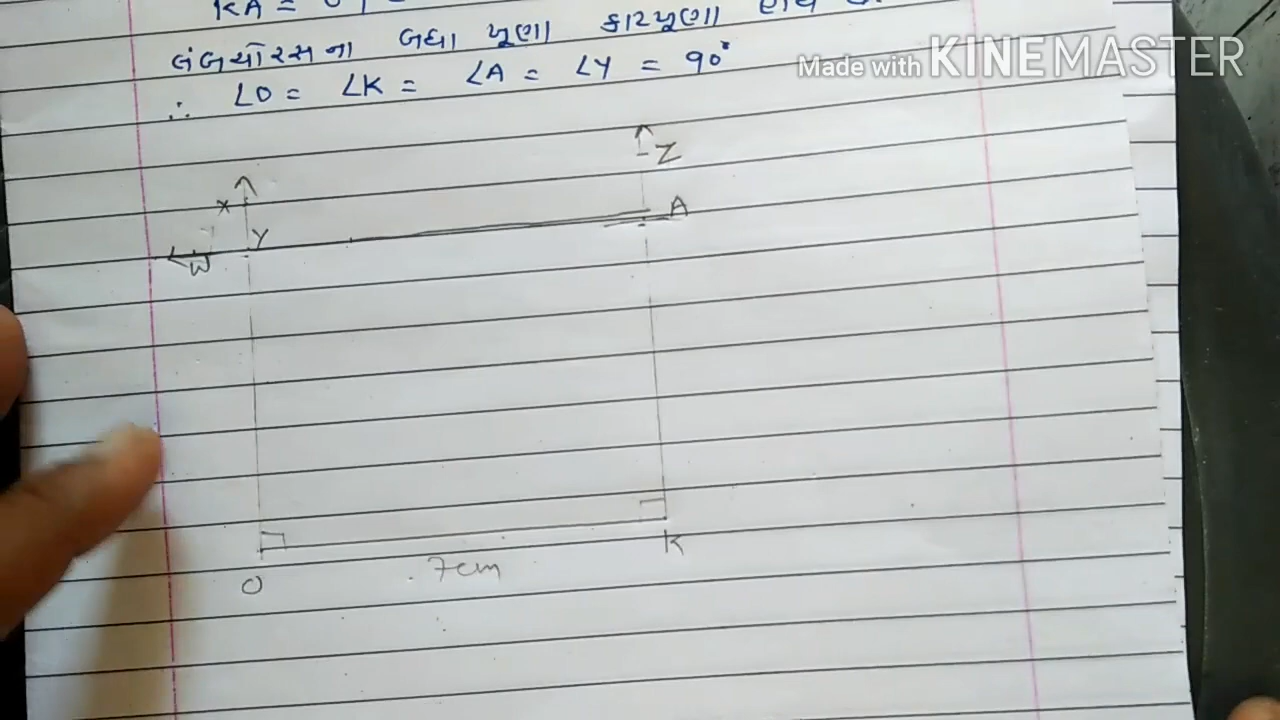 KA =
Made with KINEMASTER
લંબચોરસના બધા ખૂણા કાટખૂણા
∴ ∠O = ∠K = ∠A = ∠Y = 90°
Z
X
A
Y
W
K
7cm
O